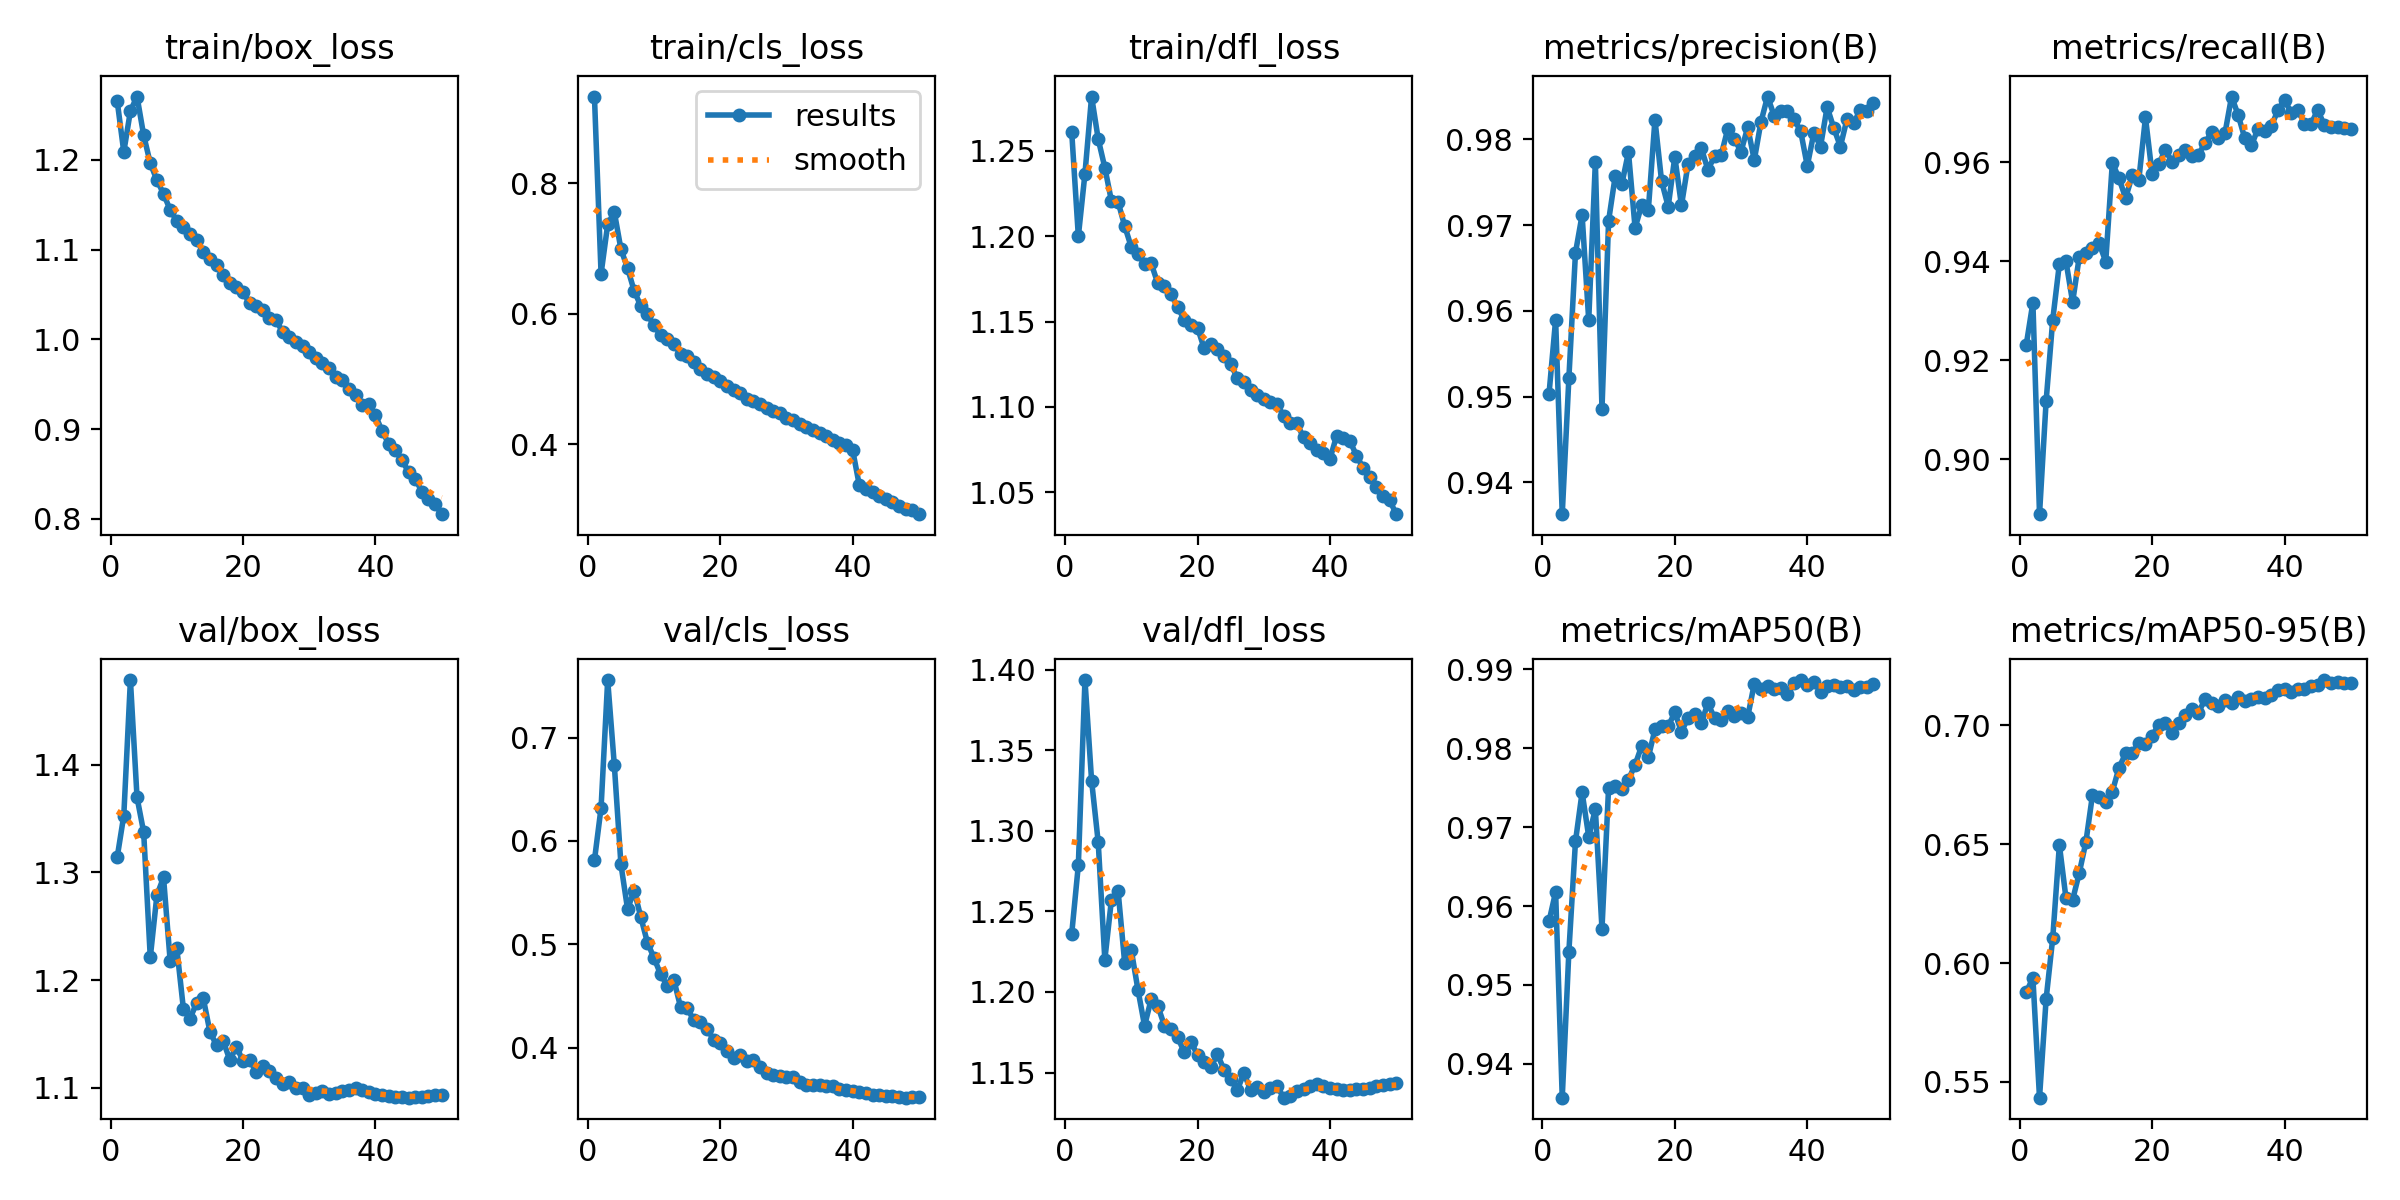 train/box_loss
1.2
1.1
1.0
0.9
0.8
0 20 40
train/cls_loss
results
smooth
0.8
0.6
0.4
0 20 40
train/dfl_loss
1.25
1.20
1.15
1.10
1.05
0 20 40
metrics/precision(B)
0.98
0.97
0.96
0.95
0.94
0 20 40
metrics/recall(B)
0.96
0.94
0.92
0.90
0 20 40
val/box_loss
1.4
1.3
1.2
1.1
0 20 40
val/cls_loss
0.7
0.6
0.5
0.4
0 20 40
val/dfl_loss
1.40
1.35
1.30
1.25
1.20
1.15
0 20 40
metrics/mAP50(B)
0.99
0.98
0.97
0.96
0.95
0.94
0 20 40
metrics/mAP50-95(B)
0.70
0.65
0.60
0.55
0 20 40